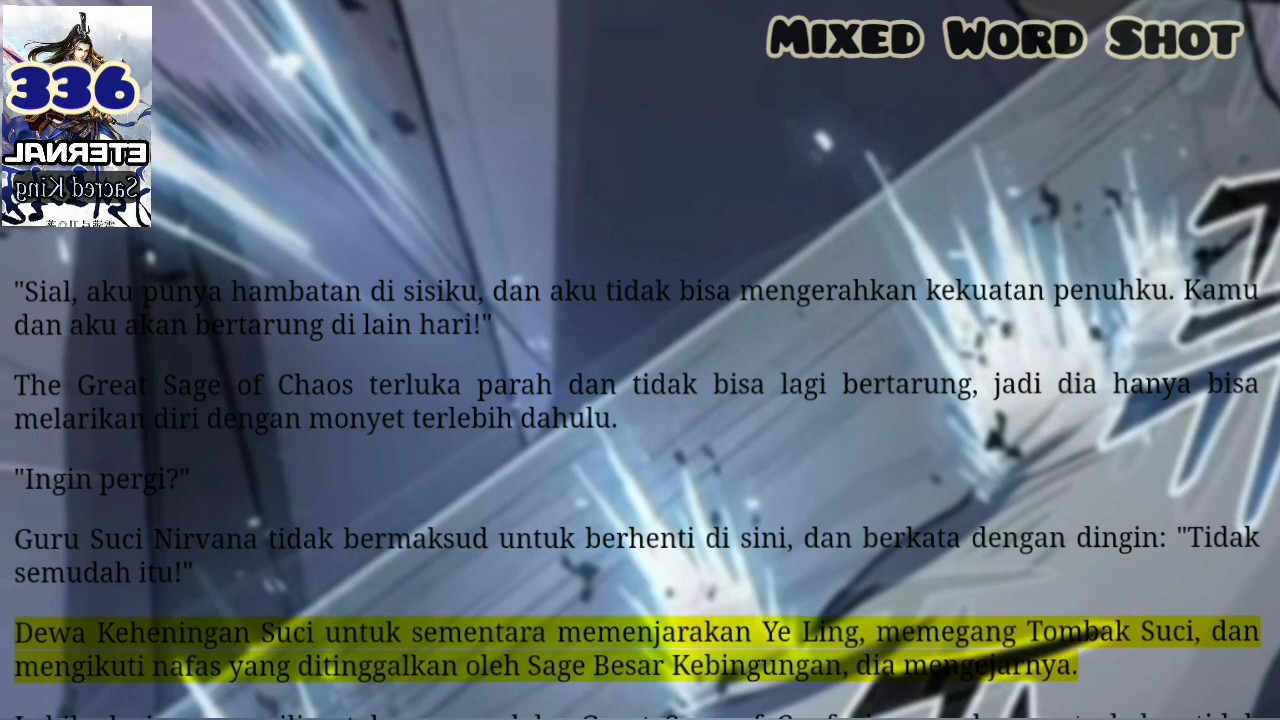 Mixed Word Shot
336
ETERNAL
Sacred King
"Sial, aku punya hambatan di sisiku, dan aku tidak bisa mengerahkan kekuatan penuhku. Kamu
dan aku akan bertarung di lain hari!"
The Great Sage of Chaos terluka parah dan tidak bisa lagi bertarung, jadi dia hanya bisa
melarikan diri dengan monyet terlebih dahulu.
"Ingin pergi?"
Guru Suci Nirvana tidak bermaksud untuk berhenti di sini, dan berkata dengan dingin: "Tidak
semudah itu!"
Dewa Keheningan Suci untuk sementara memenjarakan Ye Ling, memegang Tombak Suci, dan
mengikuti nafas yang ditinggalkan oleh Sage Besar Kebingungan, dia mengejarnya.